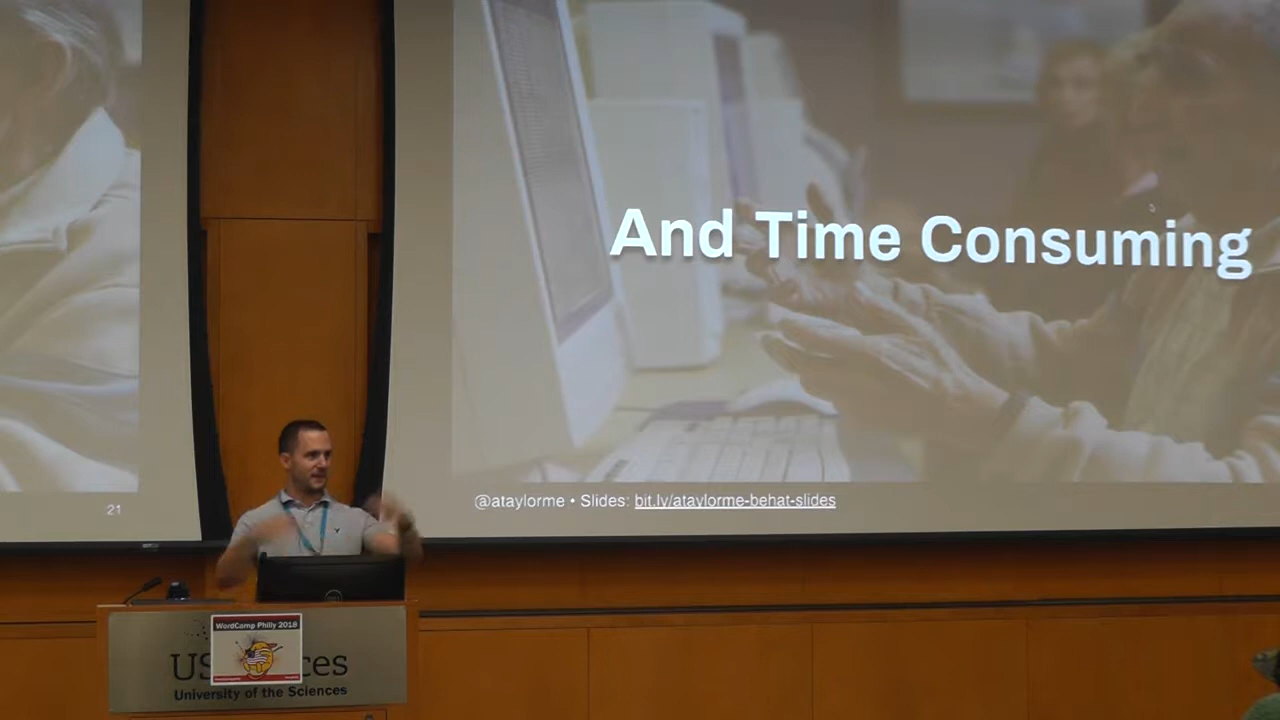 And Time Consuming
@ataylorme • Slides: bit.ly/ataylorme-behat-slides
21
WordCamp Philly 2018
University of the Sciences